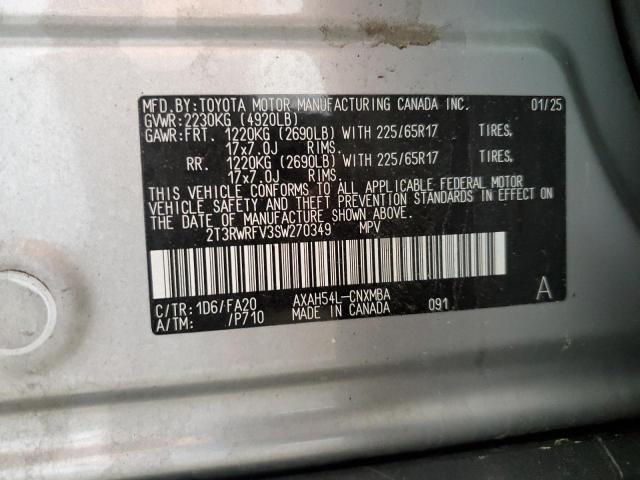 MFD.BY:TOYOTA MOTOR MANUFACTURING CANADA INC. 01/25
GVWR:2230KG (4920LB)
GAWR:FRT. 1220KG (2690LB) WITH 225/65R17 TIRES,
17x7.0J RIMS.
RR. 1220KG (2690LB) WITH 225/65R17 TIRES,
17x7.0J RIMS.
THIS VEHICLE CONFORMS TO ALL APPLICABLE FEDERAL MOTOR
VEHICLE SAFETY AND THEFT PREVENTION STANDARDS IN EFFECT ON
THE DATE OF MANUFACTURE SHOWN ABOVE.
2T3RWRFV3SW270349 MPV
C/TR: 1D6/FA20 AXAH54L-CNXMBA 091 A
A/TM: /P710 MADE IN CANADA